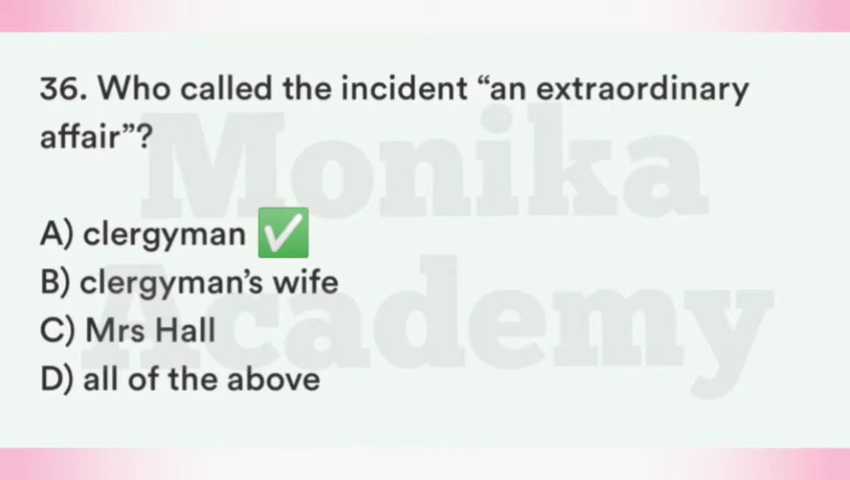 36. Who called the incident “an extraordinary
affair”?
Monika
A) clergyman ✅
B) clergyman’s wife
Academy
C) Mrs Hall
D) all of the above